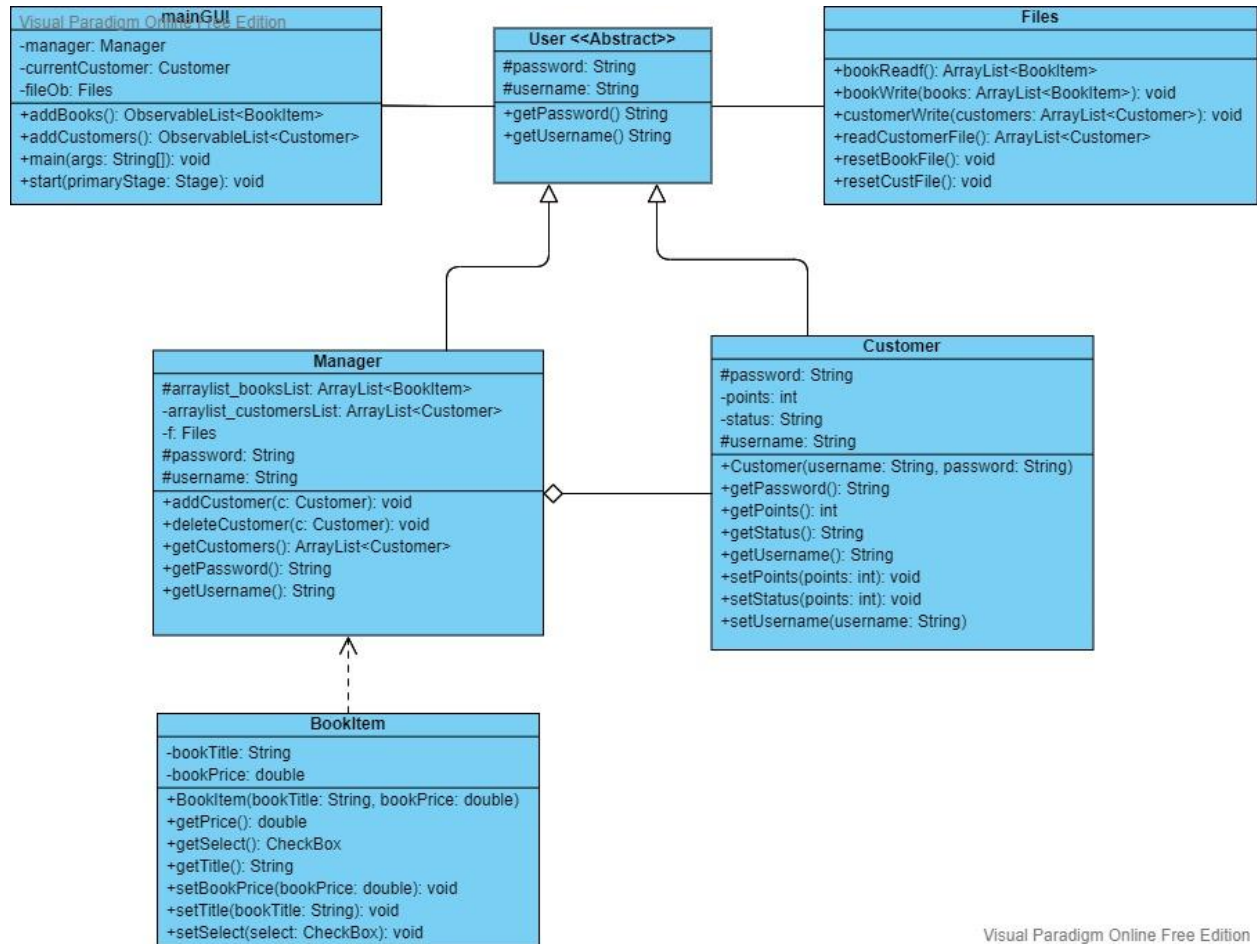 Visual Paradigm Online Free Edition
mainGUI
-manager: Manager
-currentCustomer: Customer
-fileOb: Files
+addBooks(): ObservableList<BookItem>
+addCustomers(): ObservableList<Customer>
+main(args: String[]): void
+start(primaryStage: Stage): void
User <<Abstract>>
#password: String
#username: String
+getPassword() String
+getUsername() String
Files
+bookReadf(): ArrayList<BookItem>
+bookWrite(books: ArrayList<BookItem>): void
+customerWrite(customers: ArrayList<Customer>): void
+readCustomerFile(): ArrayList<Customer>
+resetBookFile(): void
+resetCustFile(): void
Manager
#arraylist_booksList: ArrayList<BookItem>
-arraylist_customersList: ArrayList<Customer>
-f: Files
#password: String
#username: String
+addCustomer(c: Customer): void
+deleteCustomer(c: Customer): void
+getCustomers(): ArrayList<Customer>
+getPassword(): String
+getUsername(): String
Customer
#password: String
-points: int
-status: String
#username: String
+Customer(username: String, password: String)
+getPassword(): String
+getPoints(): int
+getStatus(): String
+getUsername(): String
+setPoints(points: int): void
+setStatus(points: int): void
+setUsername(username: String)
BookItem
-bookTitle: String
-bookPrice: double
+BookItem(bookTitle: String, bookPrice: double)
+getPrice(): double
+getSelect(): CheckBox
+getTitle(): String
+setBookPrice(bookPrice: double): void
+setTitle(bookTitle: String): void
+setSelect(select: CheckBox): void
Visual Paradigm Online Free Edition